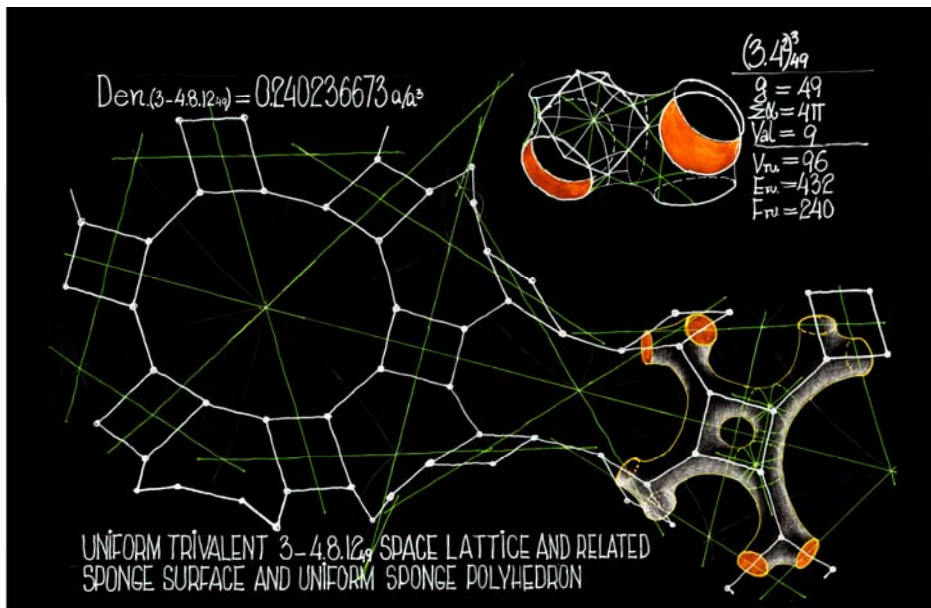 Den.(3-4.8.12₄₉) = 0.240236673 a/a³
(3.4²)³₄₉
g = 49
Σα = 4π
Val = 9
Vru. = 96
Eru. = 432
Fru. = 240
UNIFORM TRIVALENT 3-4.8.12₄₉ SPACE LATTICE AND RELATED
SPONGE SURFACE AND UNIFORM SPONGE POLYHEDRON